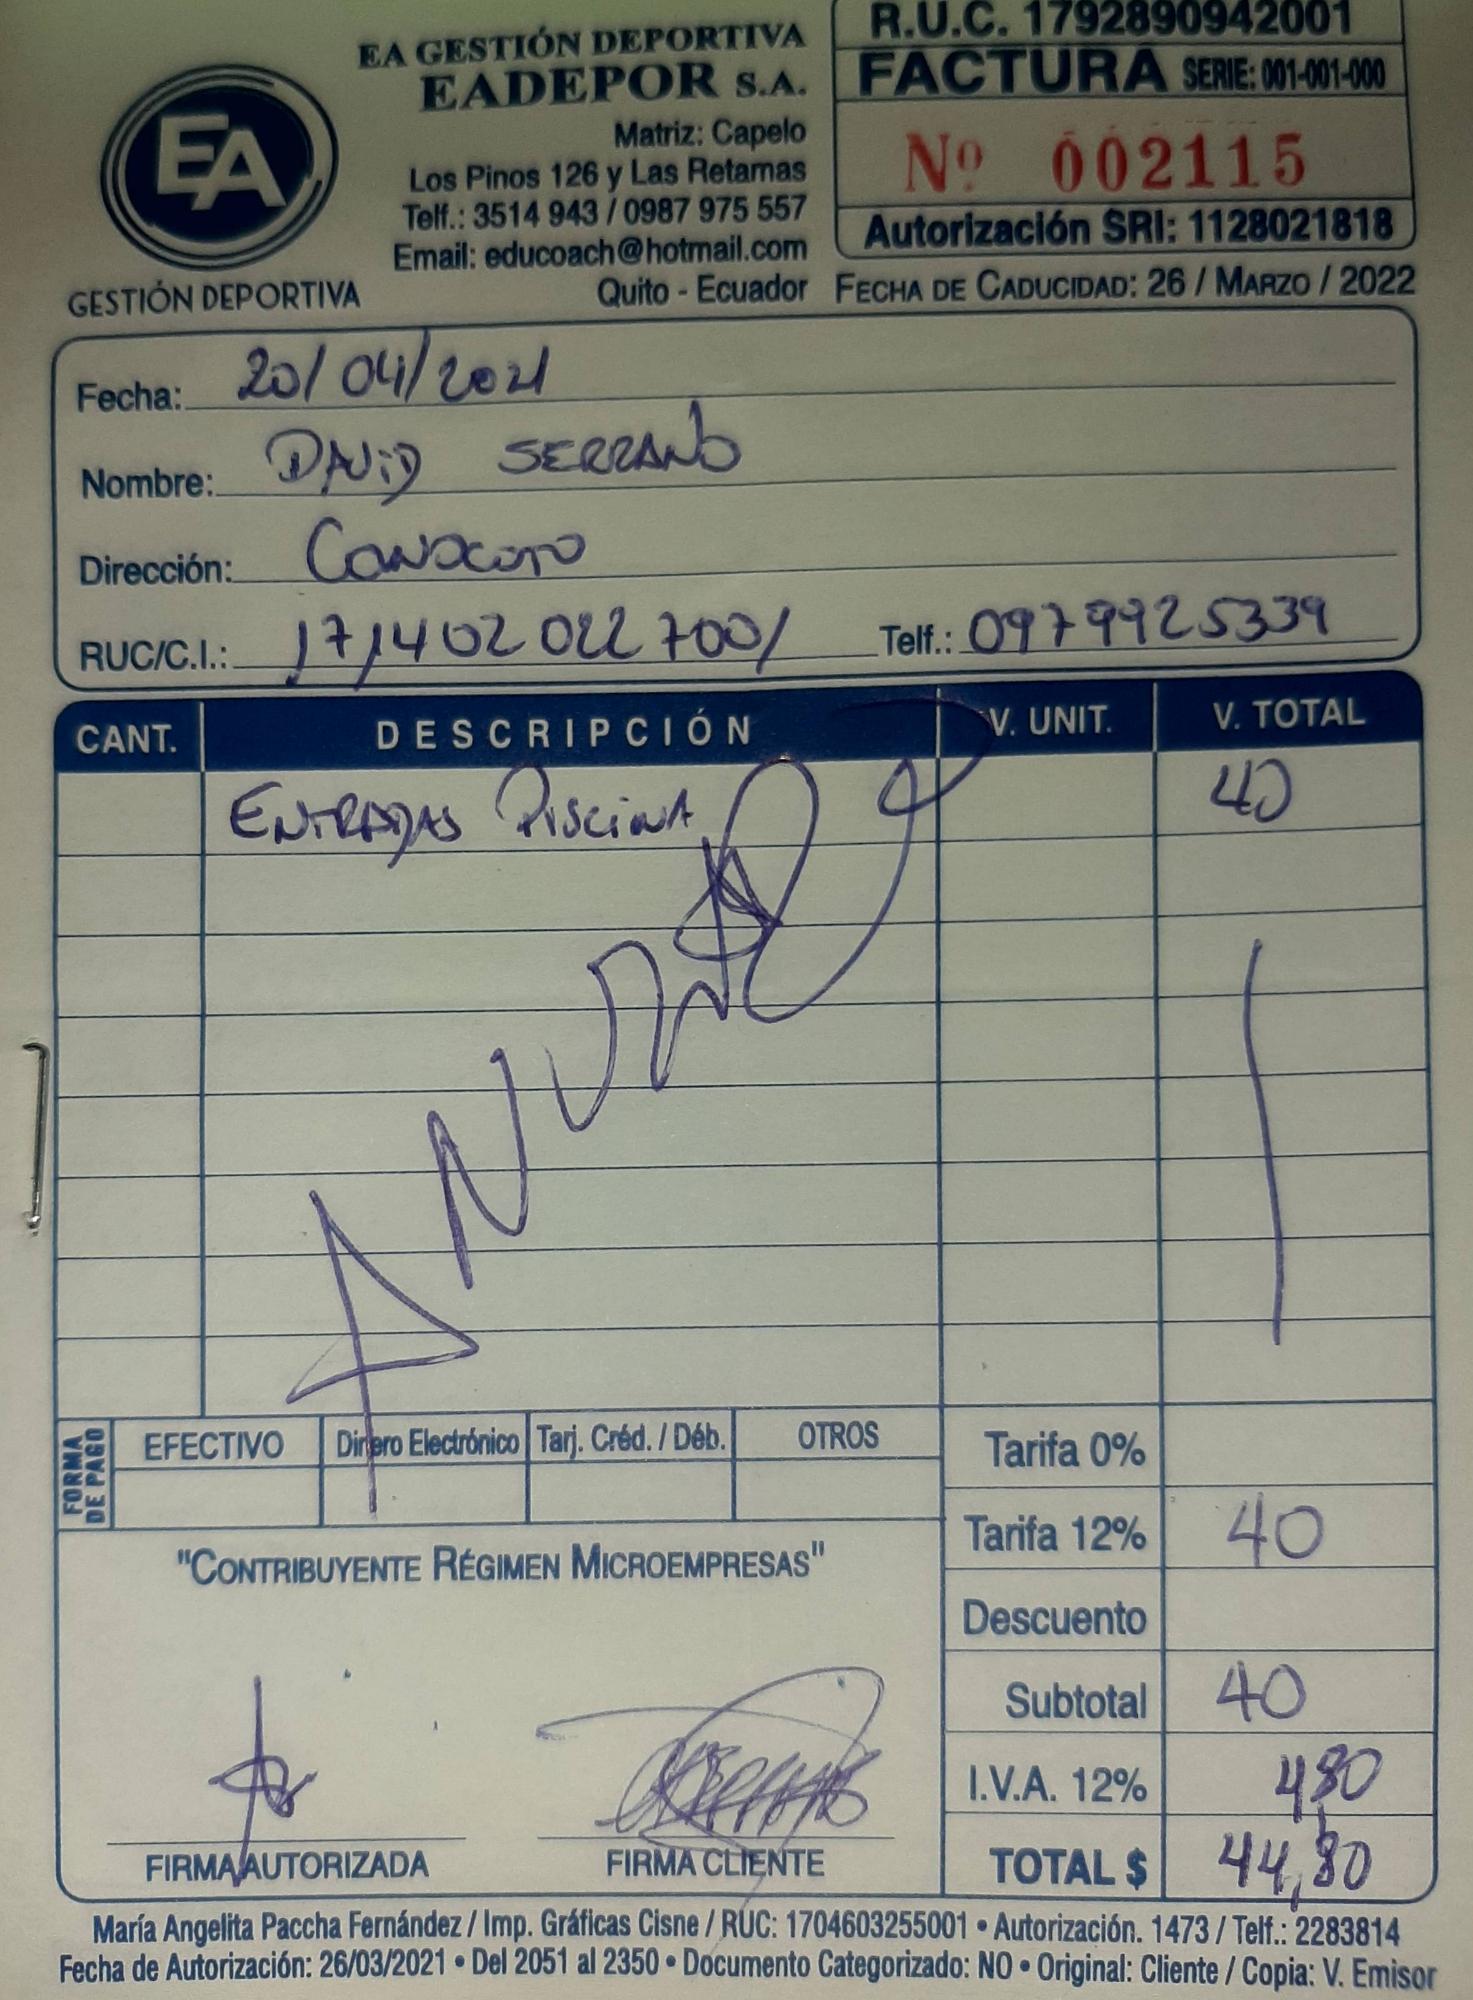 EA GESTIÓN DEPORTIVA
EADEPOR S.A.
Matriz: Capelo
Los Pinos 126 y Las Retamas
Telf.: 3514 943 / 0987 975 557
Email: educoach@hotmail.com
Quito - Ecuador
EA
GESTIÓN DEPORTIVA
R.U.C. 1792890942001
FACTURA SERIE: 001-001-000
Nº 002115
Autorización SRI: 1128021818
FECHA DE CADUCIDAD: 26 / MARZO / 2022
Fecha: 20/04/2021
Nombre: DAVID SERRANO
Dirección: CONOCOTO
RUC/C.I.: 1714020227001 Telf.: 0979925339
CANT. DESCRIPCIÓN V. UNIT. V. TOTAL
ENTRADAS PISCINA 40
FORMA DE PAGO
EFECTIVO Dinero Electrónico Tarj. Créd. / Déb. OTROS
Tarifa 0%
Tarifa 12% 40
Descuento
Subtotal 40
I.V.A. 12% 4,80
TOTAL $ 44,80
"CONTRIBUYENTE RÉGIMEN MICROEMPRESAS"
FIRMA AUTORIZADA FIRMA CLIENTE
María Angelita Paccha Fernández / Imp. Gráficas Cisne / RUC: 1704603255001 • Autorización. 1473 / Telf.: 2283814
Fecha de Autorización: 26/03/2021 • Del 2051 al 2350 • Documento Categorizado: NO • Original: Cliente / Copia: V. Emisor